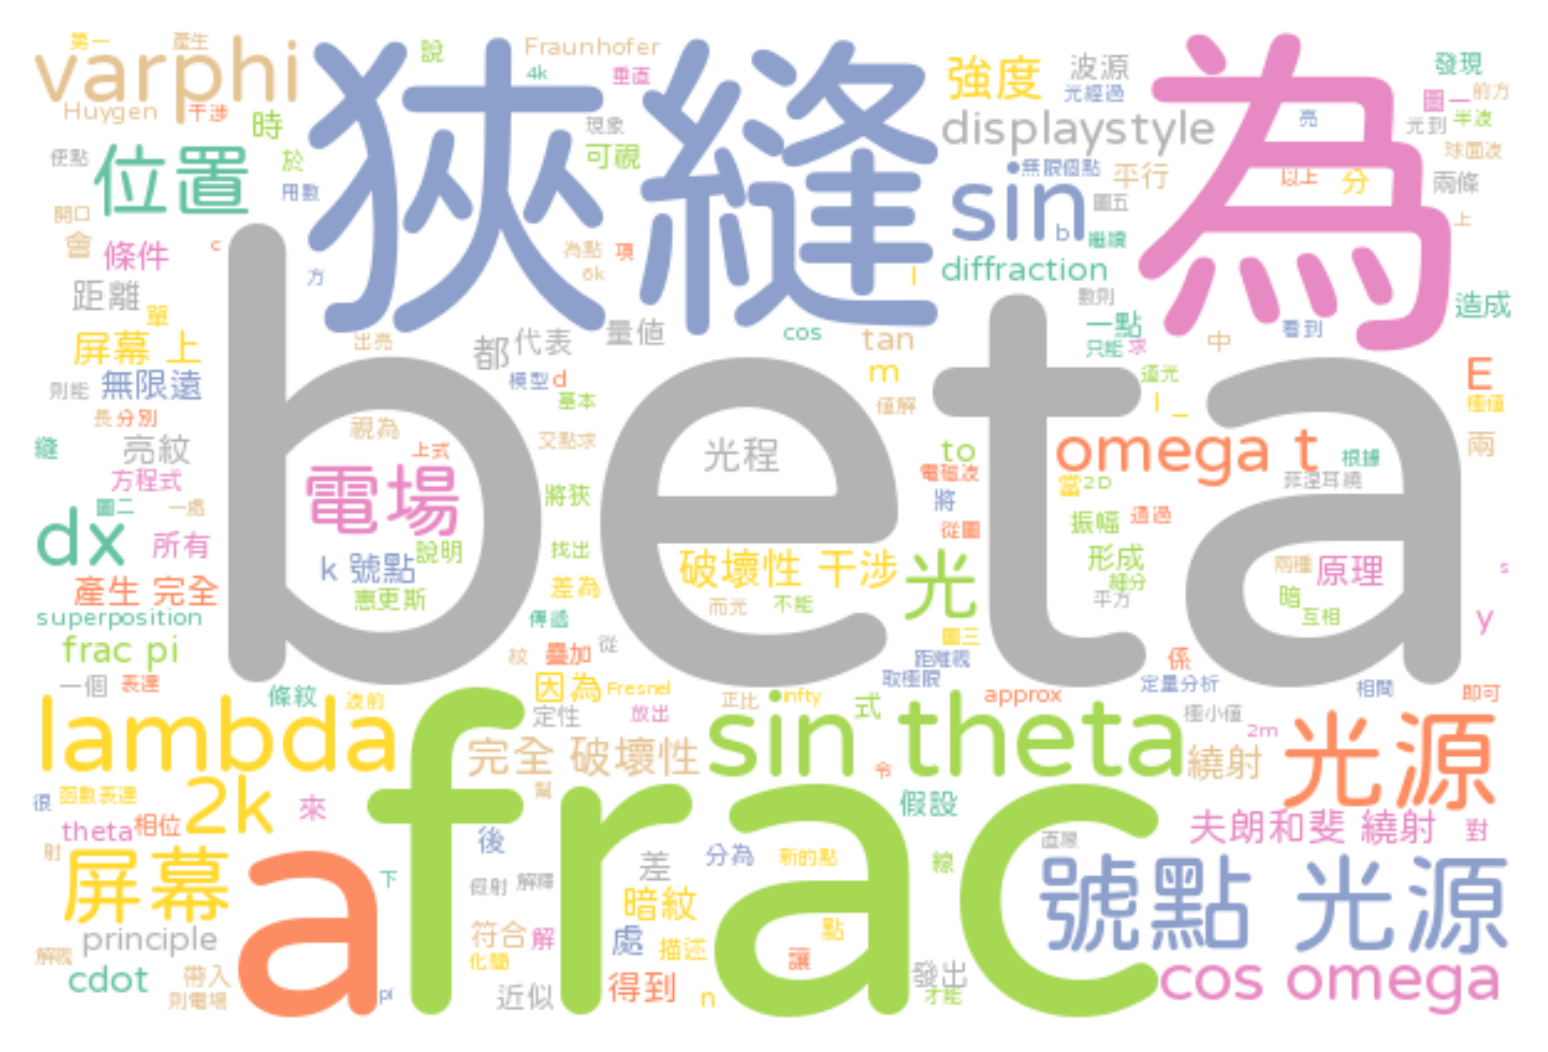 第一 產生 說 Fraunhofer
varphi 狹縫 為
4k 垂直 強度 波源 發現
Huygen 干涉 時 現象 光經過 前方
displaystyle 亮 光到 半波
使點 位置 於 可視 球面波
用數 無限個點 平行 以上 分 兩條
開口 sin 圖五 上
會 條件 c 為點 項 b 繼續
方 6k l diffraction 中
距離 單 數則 造成
屏幕 上 出亮 都 代表 量值 cos tan 一點 看到
只能 求
則能 無限遠 模型 d m 還光 E
beta
長 分別 基本 值解 l _ 極值
縫 亮紋 視為 上式 交點求 光程 to omega t 根據 兩
方程式 電場 將狹 電磁波 當 2D 菲涅耳繞
圖二 一處 將
dx 所有 從圖 振幅 通過
k 號點 說明 找出 破壞性 干涉 光 形成 兩種 原理 s
產生 完全 惠更斯 差為 而光 不能 細分 平方 暗
superposition 傳遞 互相 y
frac pi 紋 疊加 從 圖三 距離視 係
一個 表達 因為 Fresnel 取極限 定量分析 相間 即可
條紋 波前 正比 infty approx
lambda 定性 放出 sin theta 式 極小值 2m 光源
完全 破壞性 令 繞射
很 函數表達 2k 來 frac 幫 假設
theta 相位 後 直線 夫朗和斐 繞射 對
射 屏幕 a 下 差 分為 新的點 線 號點 光源
解釋 暗紋
principle 符合 解 處 描述 點
化簡 讓
cdot 帶入 得到 發出 cos omega
則電場 pi 近似 n 才能